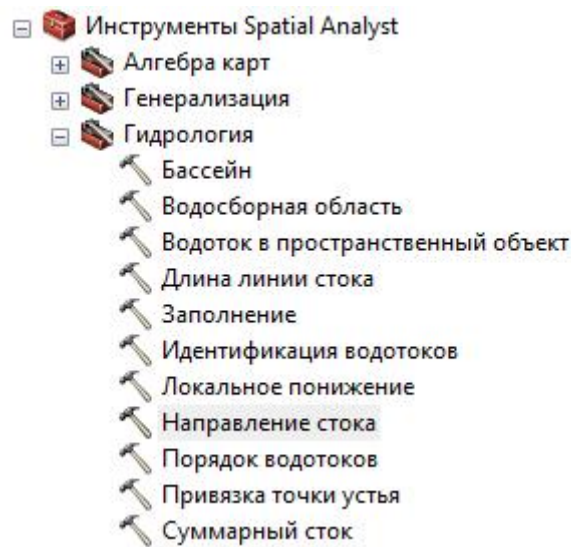 Инструменты Spatial Analyst
Алгебра карт
Генерализация
Гидрология
Бассейн
Водосборная область
Водоток в пространственный объект
Длина линии стока
Заполнение
Идентификация водотоков
Локальное понижение
Направление стока
Порядок водотоков
Привязка точки устья
Суммарный сток